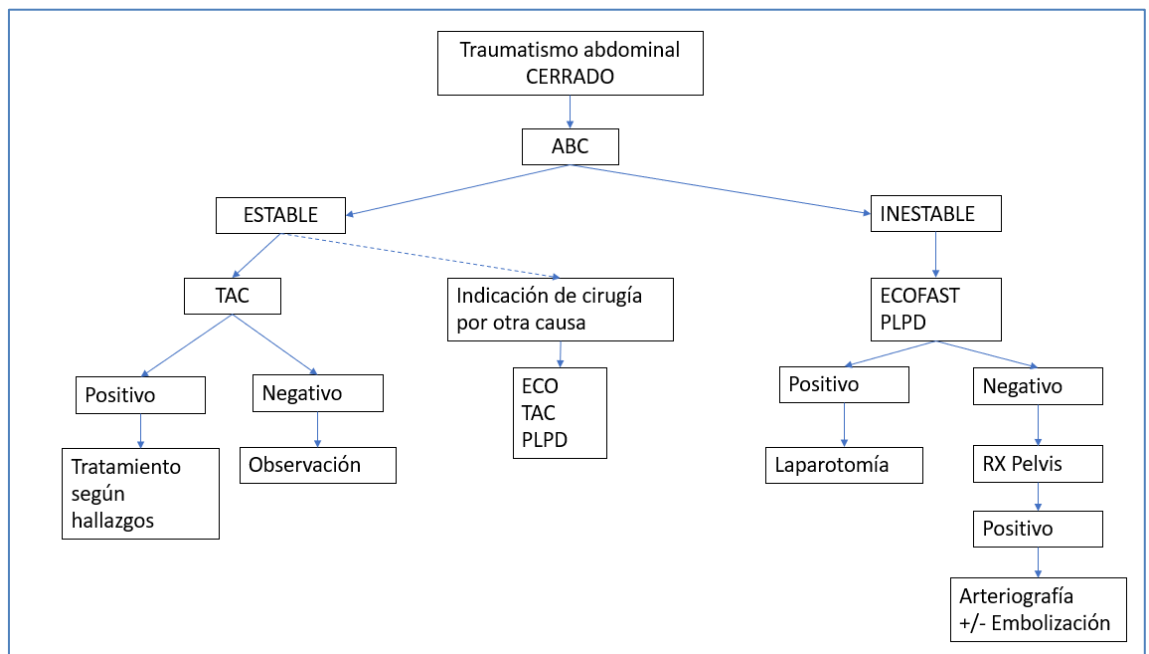 Traumatismo abdominal
CERRADO
ABC
ESTABLE
INESTABLE
TAC
Indicación de cirugía
por otra causa
ECOFAST
PLPD
Positivo
Negativo
ECO
TAC
PLPD
Positivo
Negativo
Tratamiento
según
hallazgos
Observación
Laparotomía
RX Pelvis
Positivo
Arteriografía
+/- Embolización